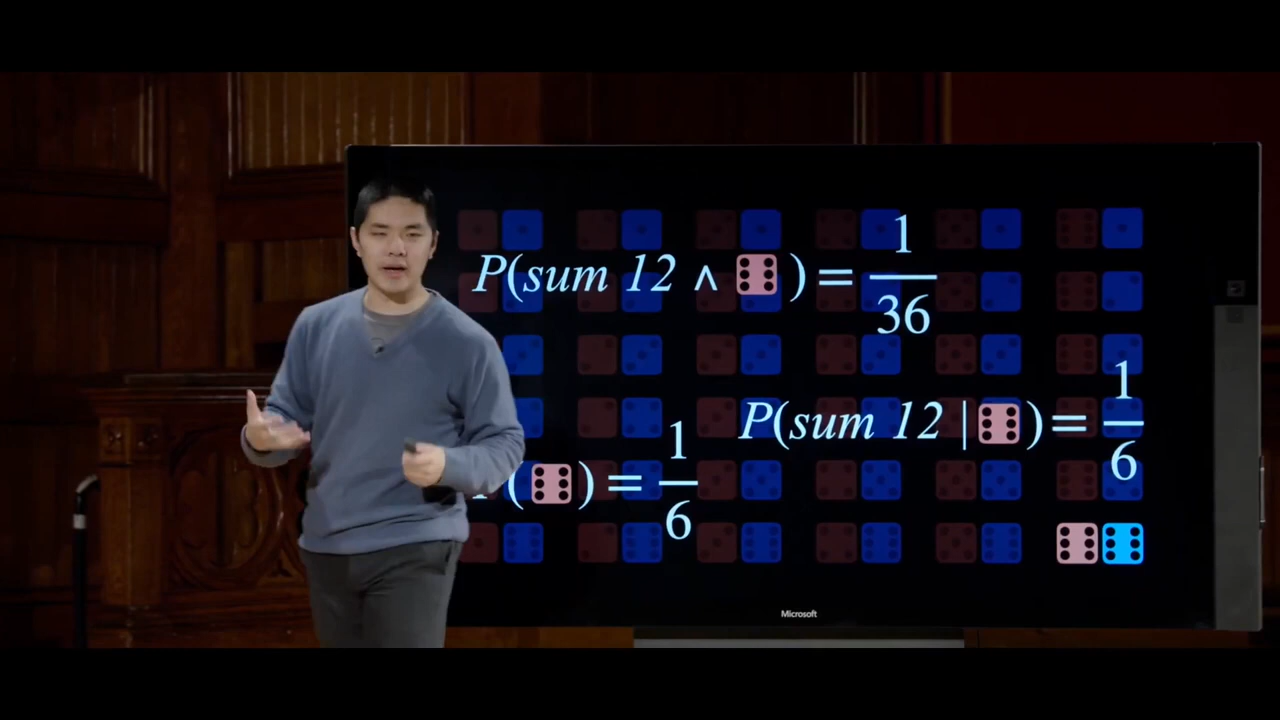 P(sum 12 ∧ ⚅) = 1/36
P(sum 12 | ⚅) = 1/6
P(⚅) = 1/6
Microsoft